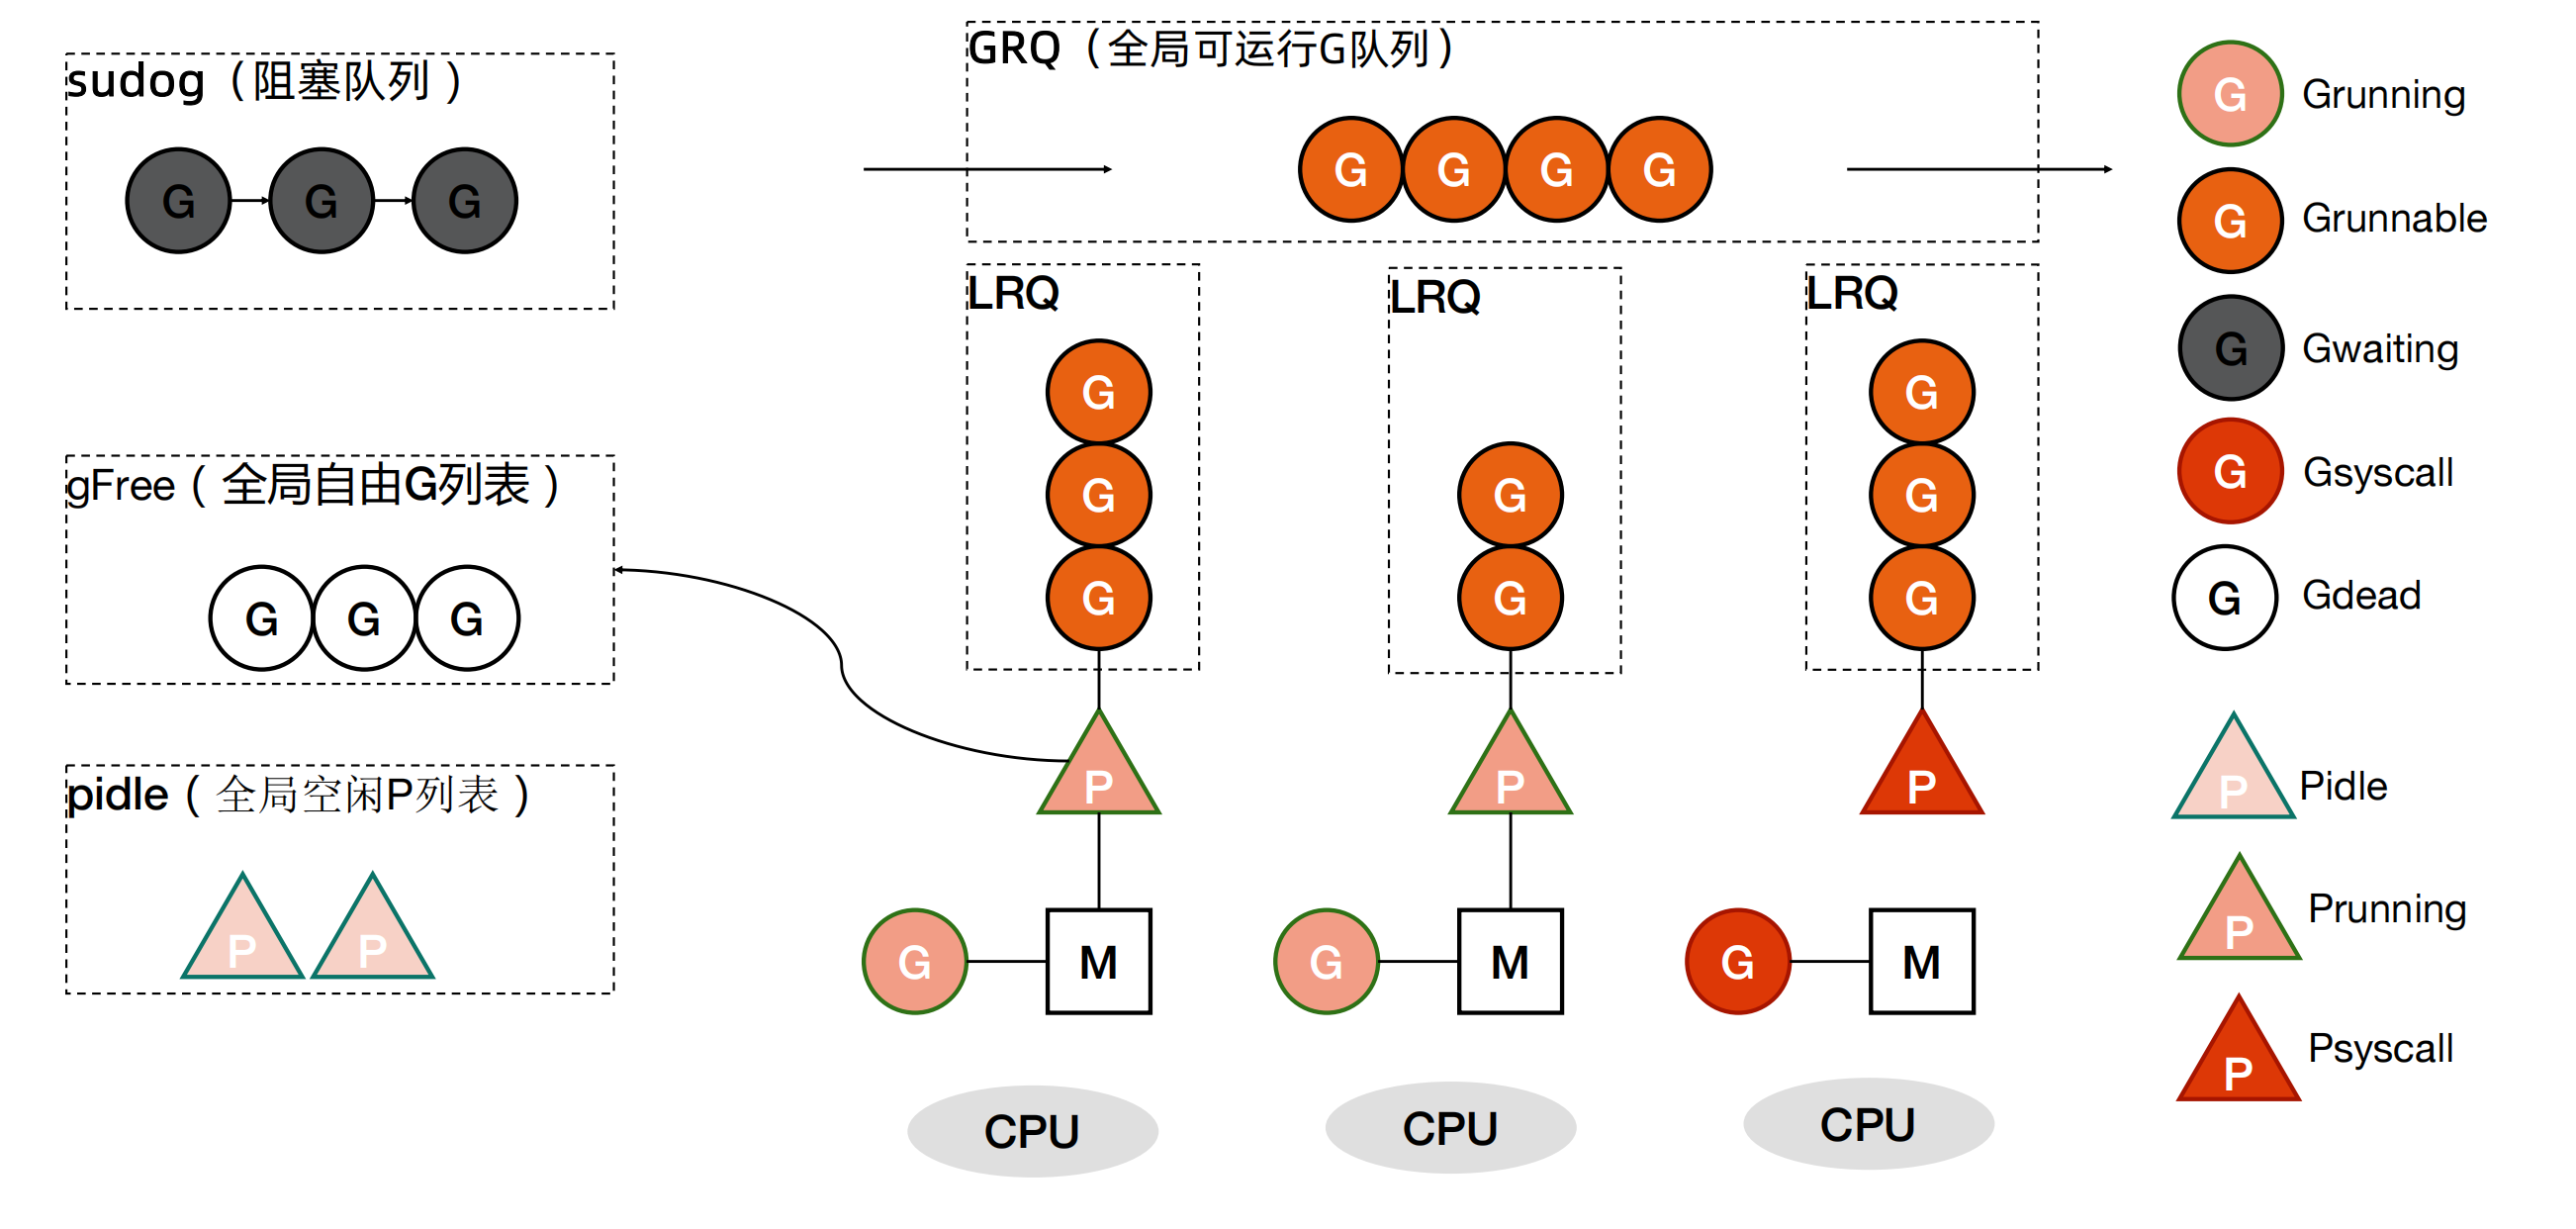 sudog（阻塞队列）
G G G
gFree（全局自由G列表）
G G G
pidle（全局空闲P列表）
P P
GRQ（全局可运行G队列）
G G G G
LRQ
G
G
G
P
G M
CPU
LRQ
G
G
P
G M
CPU
LRQ
G
G
G
P
G M
CPU
G Grunning
G Grunnable
G Gwaiting
G Gsyscall
G Gdead
P Pidle
P Prunning
P Psyscall